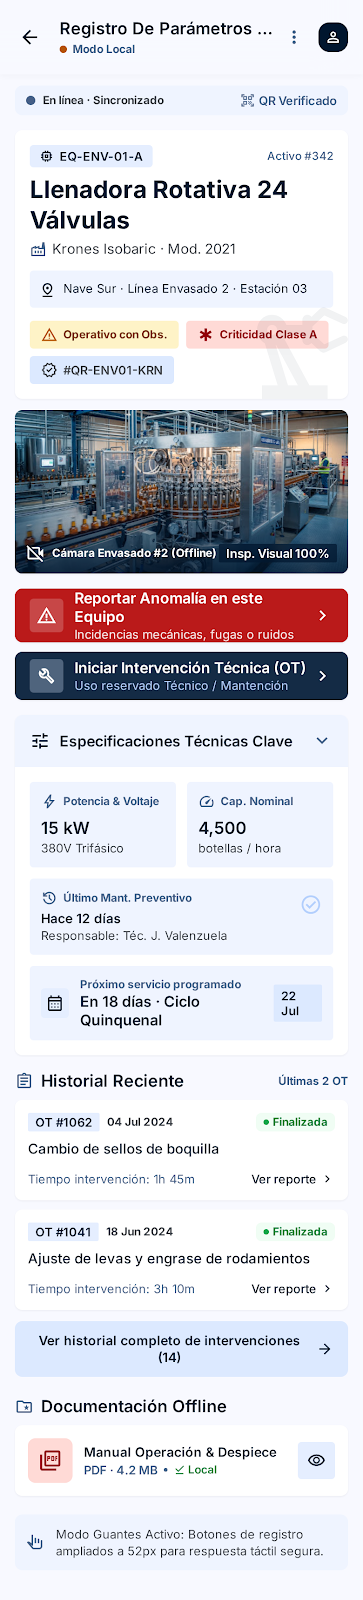 Registro De Parámetros ...
Modo Local
En línea · Sincronizado
QR Verificado
EQ-ENV-01-A
Activo #342
Llenadora Rotativa 24
Válvulas
Krones Isobaric · Mod. 2021
Nave Sur · Línea Envasado 2 · Estación 03
Operativo con Obs.
Criticidad Clase A
#QR-ENV01-KRN
Cámara Envasado #2 (Offline)
Insp. Visual 100%
Reportar Anomalía en este
Equipo
Incidencias mecánicas, fugas o ruidos
Iniciar Intervención Técnica (OT)
Uso reservado Técnico / Mantención
Especificaciones Técnicas Clave
Potencia & Voltaje
15 kW
380V Trifásico
Cap. Nominal
4,500
botellas / hora
Último Mant. Preventivo
Hace 12 días
Responsable: Téc. J. Valenzuela
Próximo servicio programado
En 18 días · Ciclo
Quinquenal
22
Jul
Historial Reciente
Últimas 2 OT
OT #1062
04 Jul 2024
Finalizada
Cambio de sellos de boquilla
Tiempo intervención: 1h 45m
Ver reporte
OT #1041
18 Jun 2024
Finalizada
Ajuste de levas y engrase de rodamientos
Tiempo intervención: 3h 10m
Ver reporte
Ver historial completo de intervenciones
(14)
Documentación Offline
PDF
Manual Operación & Despiece
PDF · 4.2 MB • Local
Modo Guantes Activo: Botones de registro
ampliados a 52px para respuesta táctil segura.